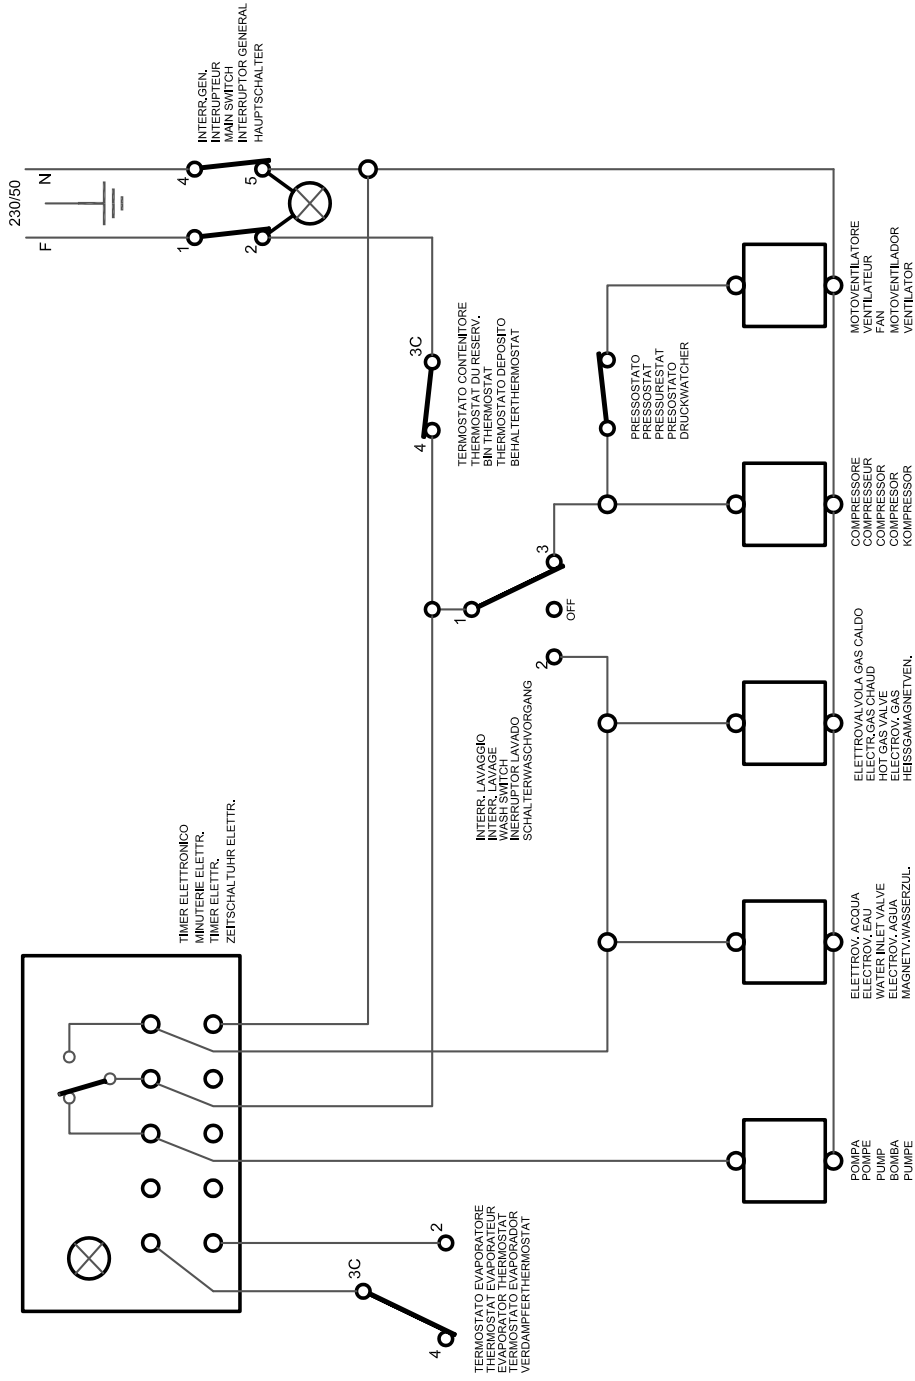 230/50
F
N
1
2
4
5
INTERR.GEN.
INTERUPTEUR
MAIN SWITCH
INTERRUPTOR GENERAL
HAUPTSCHALTER
TIMER ELETTRONICO
MINUTERIE ELETTR.
TIMER ELETTR.
ZEITSCHALTUHR ELETTR.
4
3C
TERMOSTATO CONTENITORE
THERMOSTAT DU RESERV.
BIN THERMOSTAT
THERMOSTATO DEPOSITO
BEHALTERTHERMOSTAT
4
3C
2
TERMOSTATO EVAPORATORE
THERMOSTAT EVAPORATEUR
EVAPORATOR THERMOSTAT
TERMOSTATO EVAPORADOR
VERDAMPFERTHERMOSTAT
1
2
OFF
3
INTERR. LAVAGGIO
INTERR. LAVAGE
WASH SWITCH
INERRUPTOR LAVADO
SCHALTERWASCHVORGANG
PRESSOSTATO
PRESSOSTAT
PRESSURESTAT
PRESOSTATO
DRUCKWATCHER
POMPA
POMPE
PUMP
BOMBA
PUMPE
ELETTROV. ACQUA
ELECTROV. EAU
WATER INLET VALVE
ELECTROV. AGUA
MAGNETV.WASSERZUL.
ELETTROVALVOLA GAS CALDO
ELECTR.GAS CHAUD
HOT GAS VALVE
ELECTROV. GAS
HEISSGAMAGNETVEN.
COMPRESSORE
COMPRESSEUR
COMPRESSOR
COMPRESOR
KOMPRESSOR
MOTOVENTILATORE
VENTILATEUR
FAN
MOTOVENTILADOR
VENTILATOR